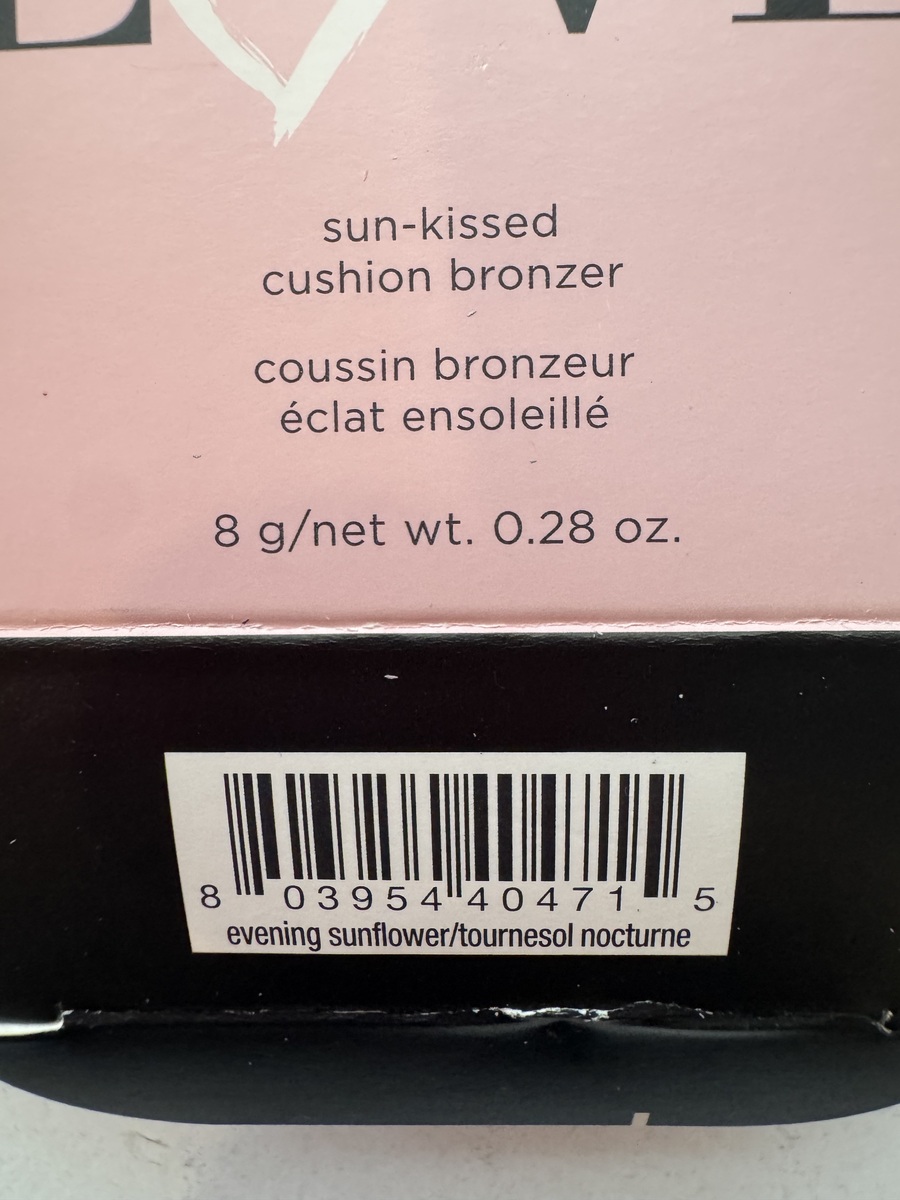 LOVE
sun-kissed
cushion bronzer
coussin bronzeur
éclat ensoleillé
8 g/net wt. 0.28 oz.
8 03954 40471 5
evening sunflower/tournesol nocturne